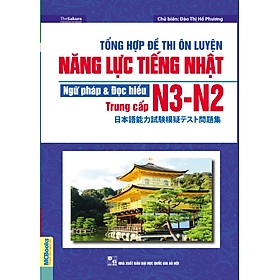 TheSakura
Chủ biên: Đào Thị Hồ Phương
TỔNG HỢP ĐỀ THI ÔN LUYỆN
NĂNG LỰC TIẾNG NHẬT
Ngữ pháp & Đọc hiểu
Trung cấp N3-N2
日本語能力試験模疑テスト問題集
MCBooks
NHÀ XUẤT BẢN ĐẠI HỌC QUỐC GIA HÀ NỘI